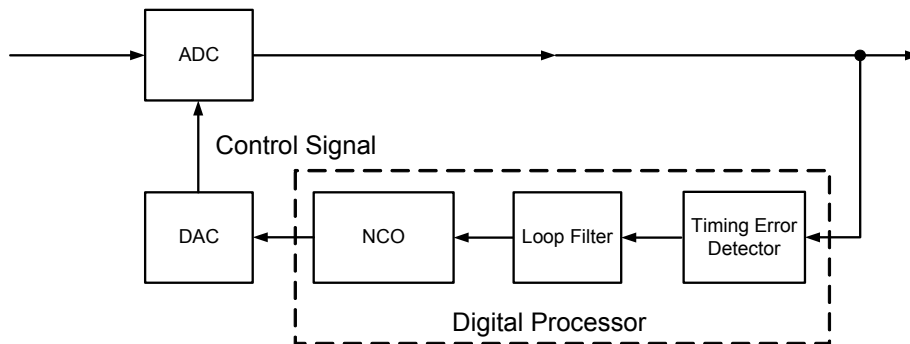 ADC
Control Signal
DAC
NCO
Loop Filter
Timing Error
Detector
Digital Processor